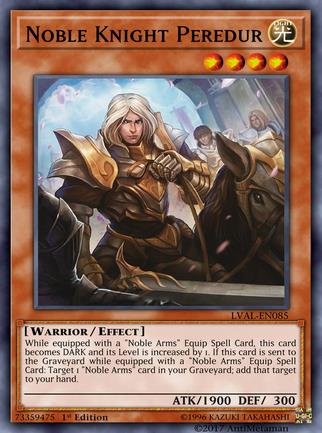 Noble Knight Peredur
LIGHT
光
LVAL-EN085
[Warrior / Effect]
While equipped with a "Noble Arms" Equip Spell Card, this card
becomes DARK and its Level is increased by 1. If this card is sent to
the Graveyard while equipped with a "Noble Arms" Equip Spell
Card: Target 1 "Noble Arms" card in your Graveyard; add that target
to your hand.
ATK/1900 DEF/ 300
73359475 1st Edition ©1996 KAZUKI TAKAHASHI
©2017 AntiMetaman